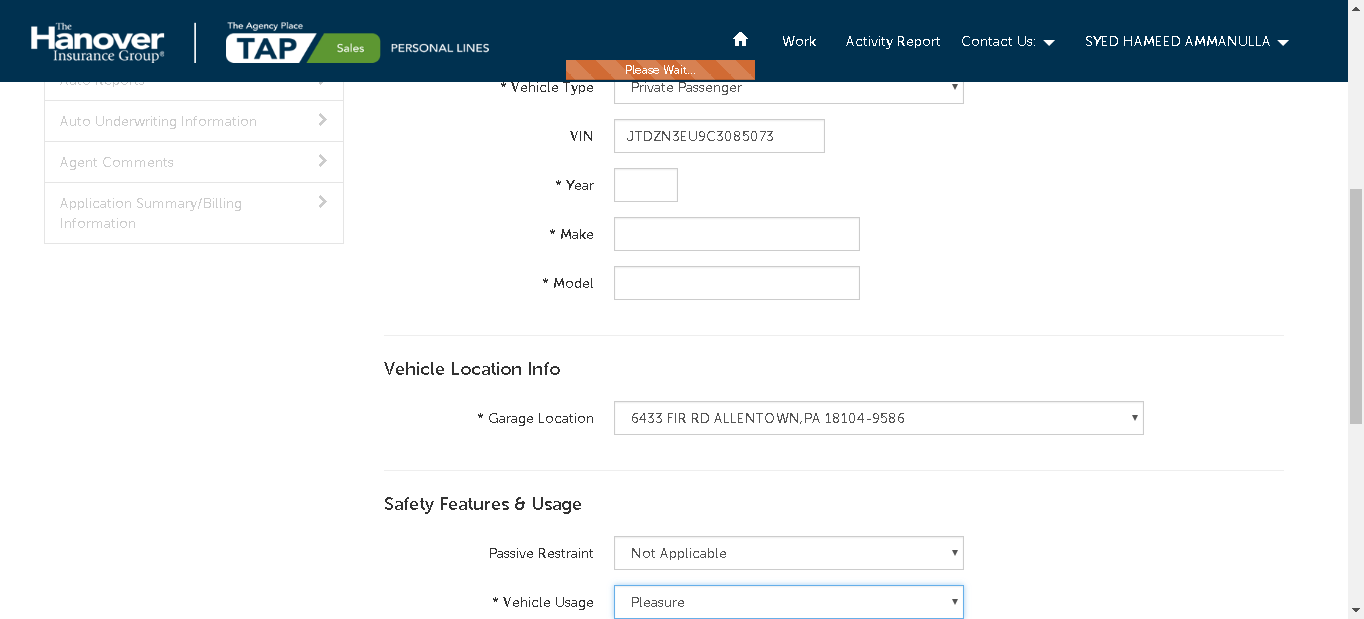 The
Hanover
Insurance Group®
The Agency Place
TAP Sales PERSONAL LINES
Work
Activity Report
Contact Us:
SYED HAMEED AMMANULLA
Please Wait...
Auto Reports
Auto Underwriting Information
Agent Comments
Application Summary/Billing
Information
* Vehicle Type Private Passenger
VIN JTDZN3EU9C3085073
* Year
* Make
* Model
Vehicle Location Info
* Garage Location 6433 FIR RD ALLENTOWN,PA 18104-9586
Safety Features & Usage
Passive Restraint Not Applicable
* Vehicle Usage Pleasure